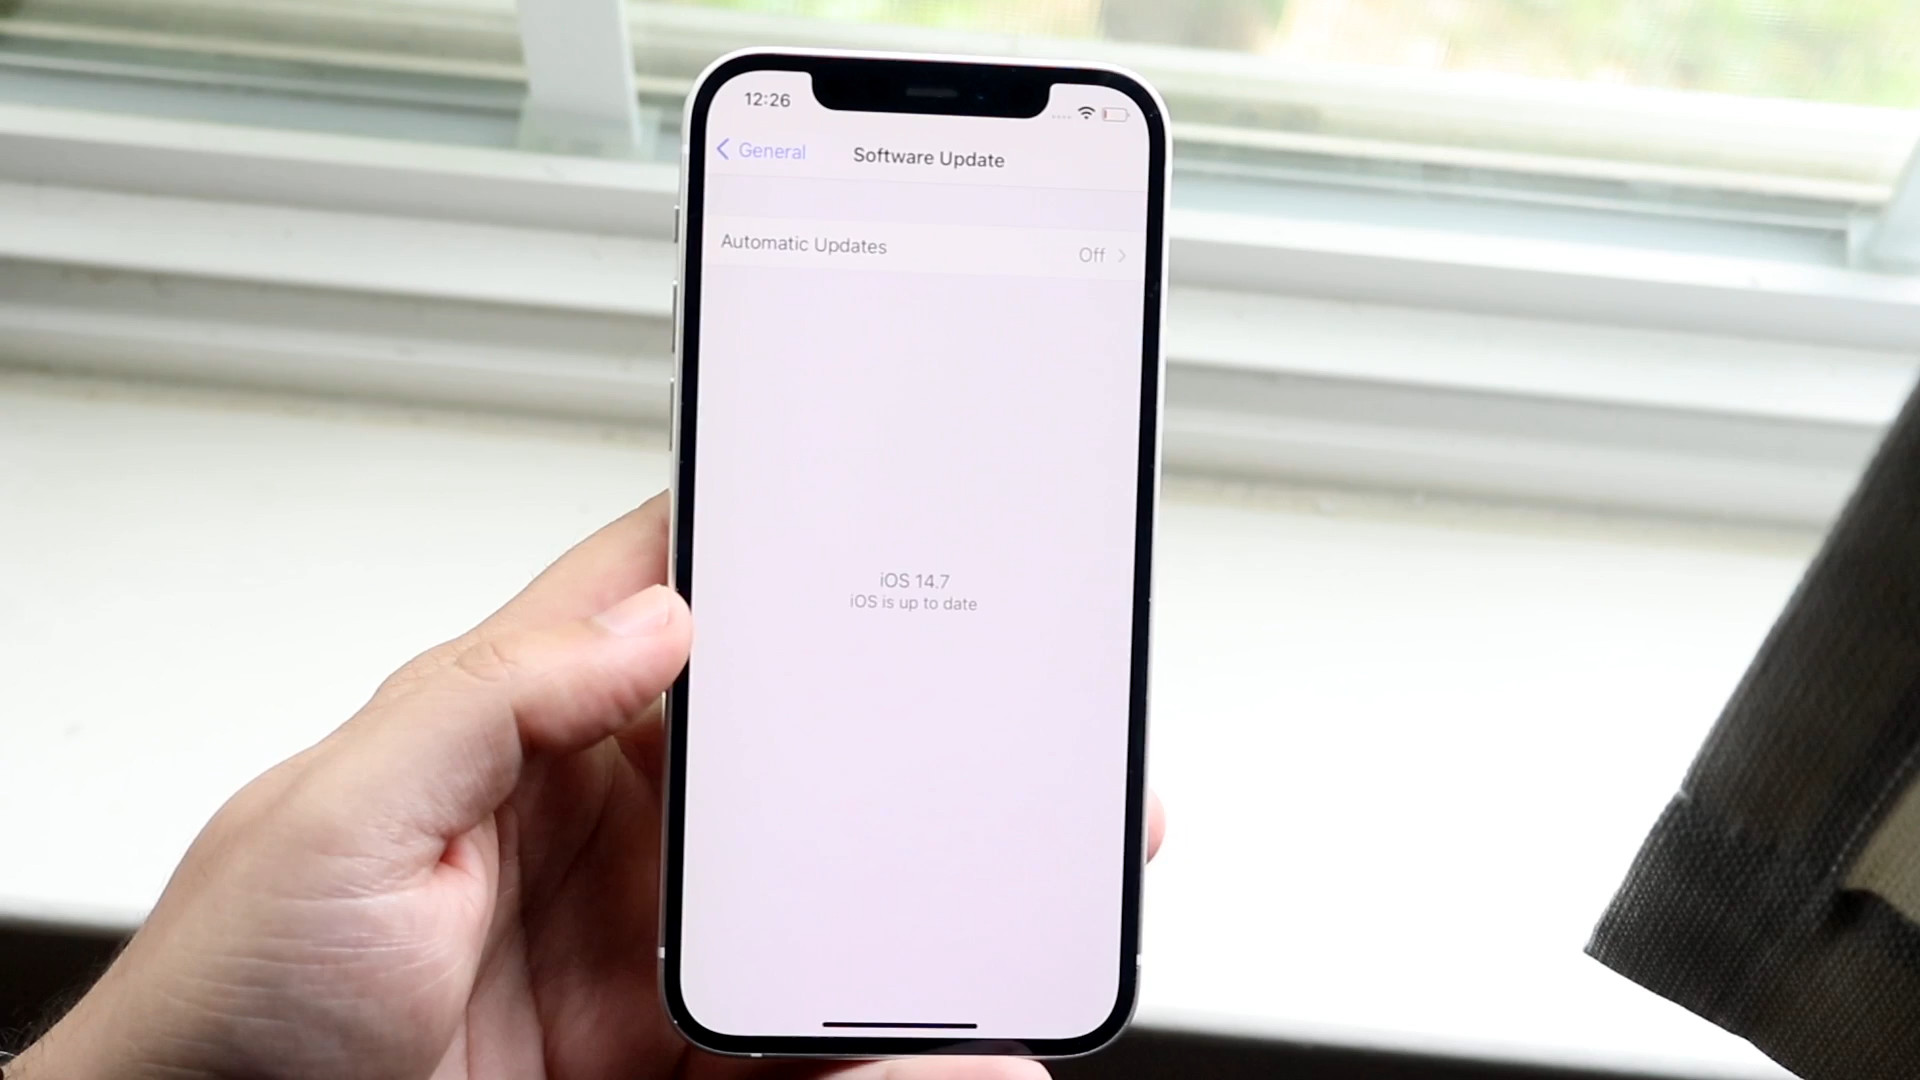 12:26
General
Software Update
Automatic Updates
Off
iOS 14.7
iOS is up to date